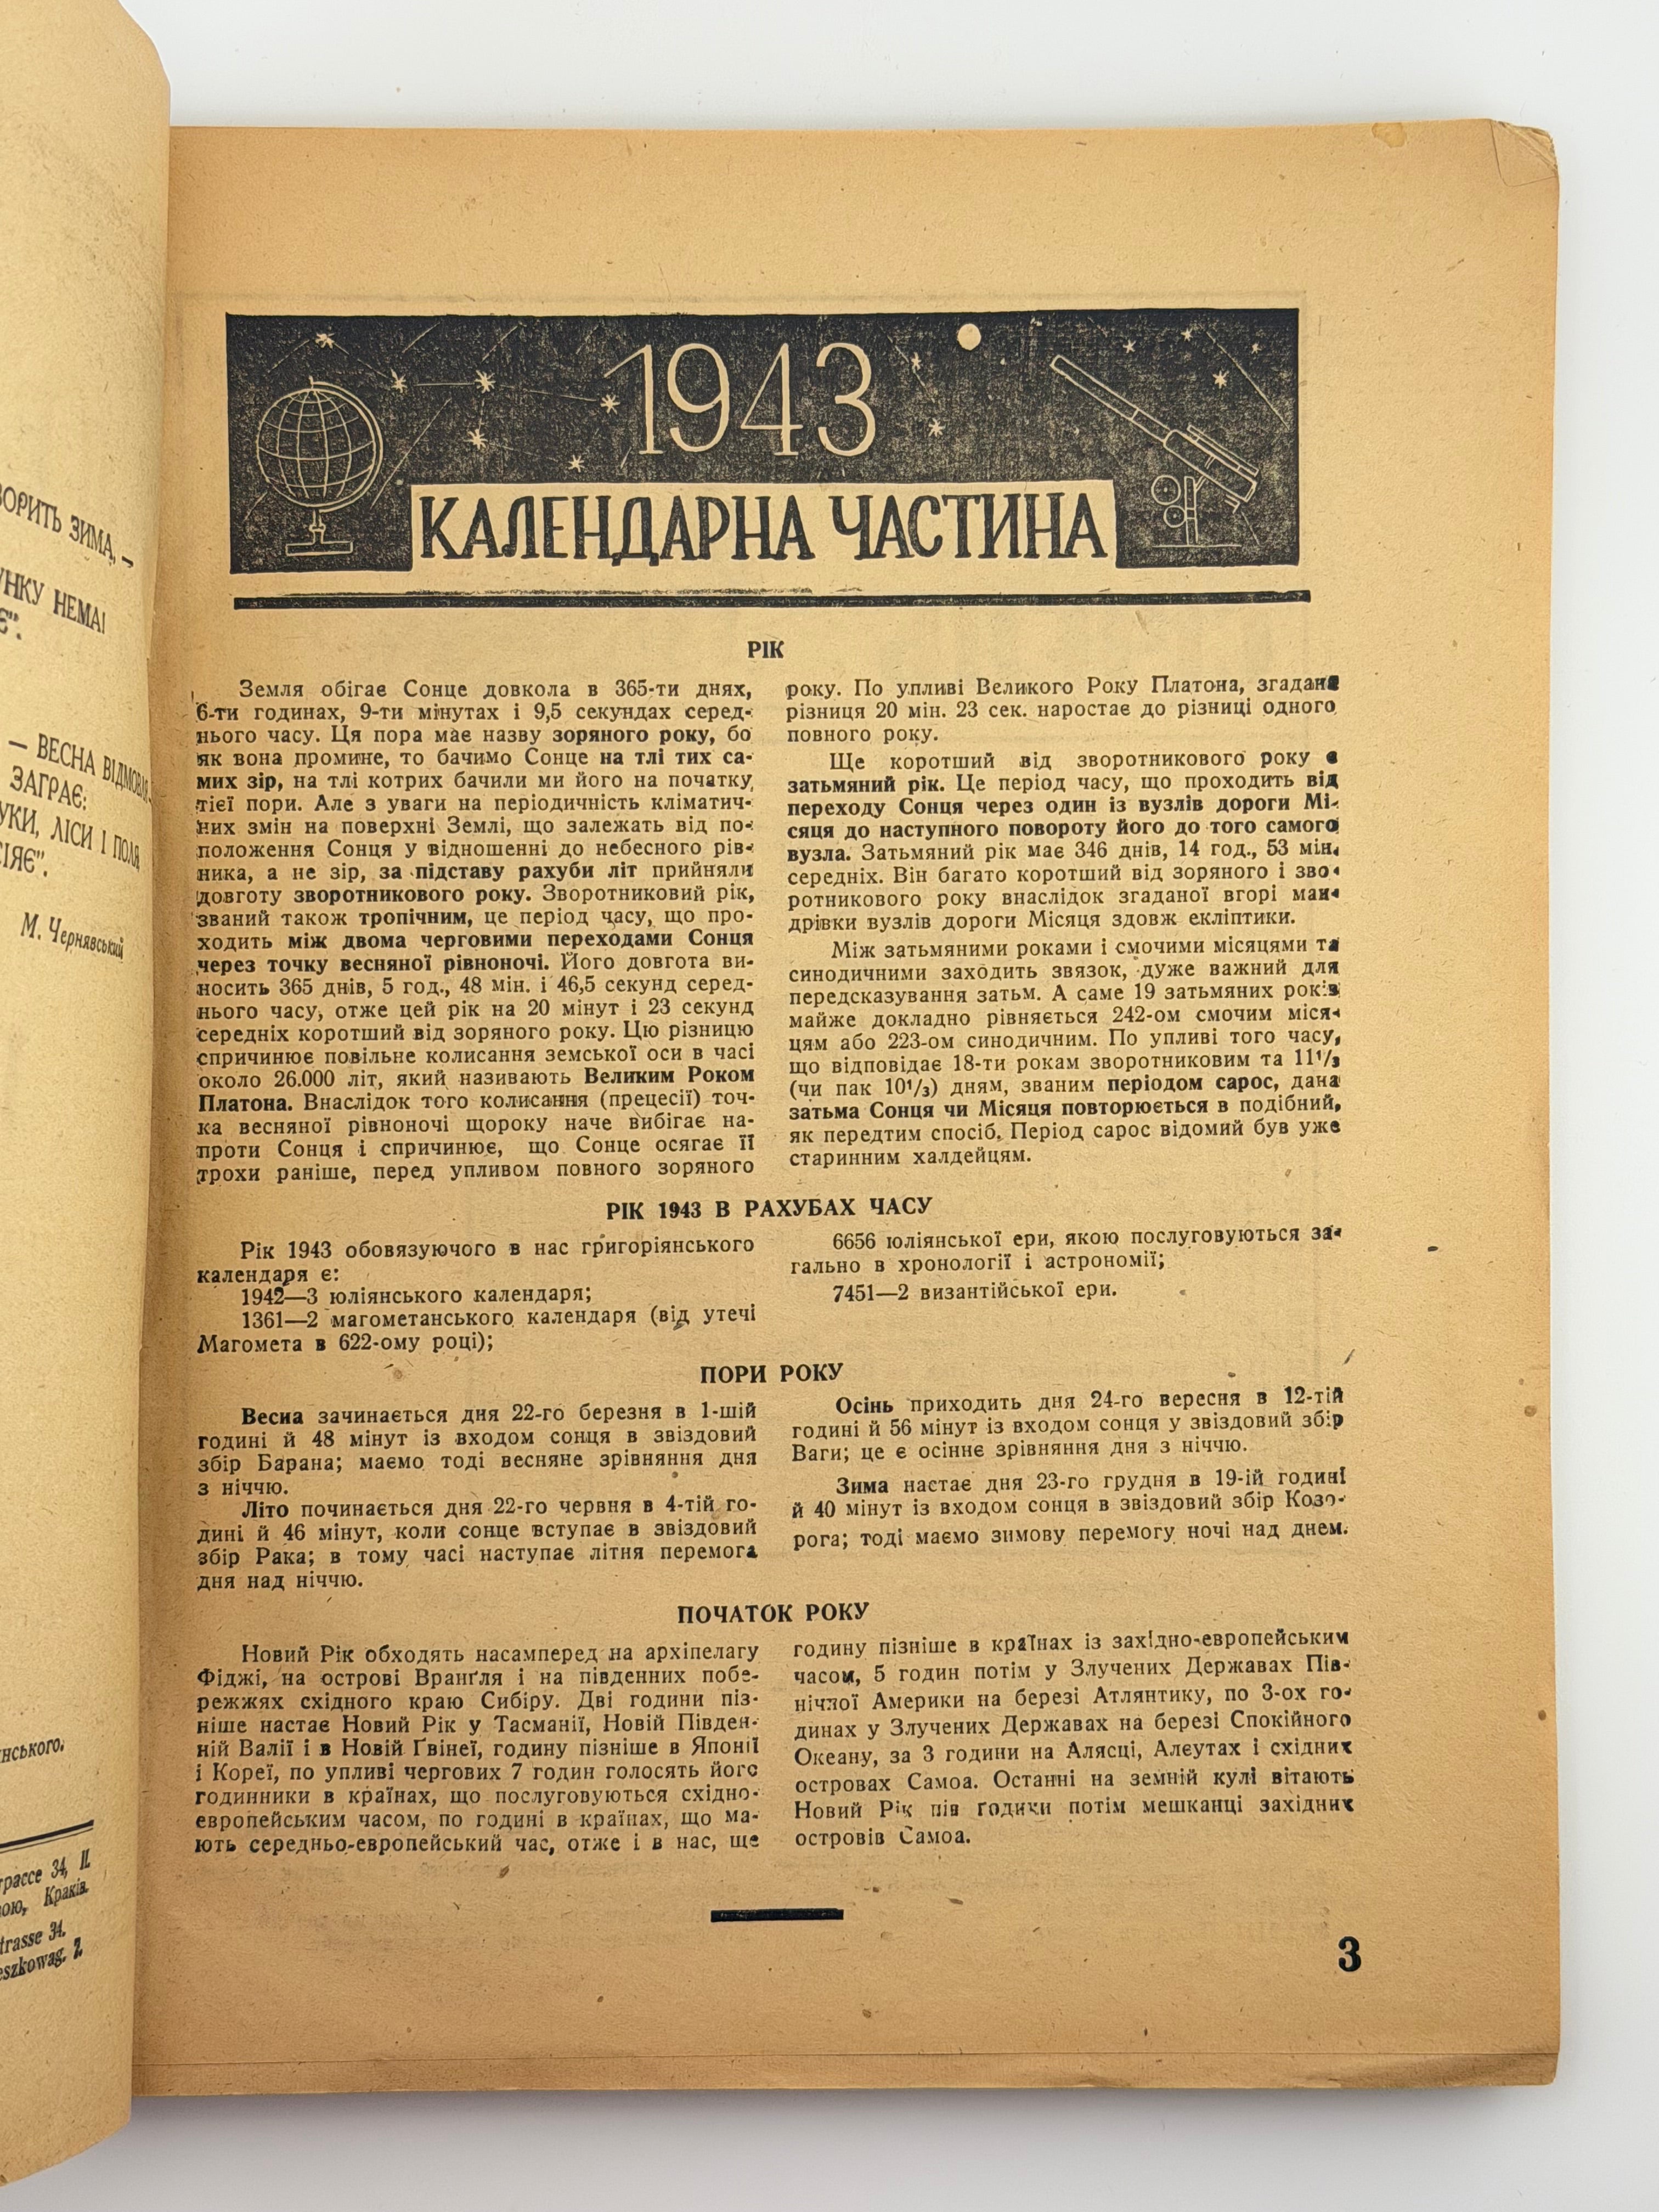 ЗИМА, —
НЕМА!
— ВЕСНА
ЗАГРАЄ:
ЛІСИ І ПОЛЯ
М. Чернявський
34, II.
Краків.
34.
2.
1943
КАЛЕНДАРНА ЧАСТИНА
РІК
Земля обігає Сонце довкола в 365-ти днях,
6-ти годинах, 9-ти мінутах і 9,5 секундах серед-
нього часу. Ця пора має назву зоряного року, бо
як вона промине, то бачимо Сонце на тлі тих са-
мих зір, на тлі котрих бачили ми його на початку
тієї пори. Але з уваги на періодичність кліматич-
них змін на поверхні Землі, що залежать від по-
положення Сонця у відношенні до небесного рів-
ника, а не зір, за підставу рахуби літ прийняли
довготу зворотникового року. Зворотниковий рік,
званий також тропічним, це період часу, що про-
ходить між двома черговими переходами Сонця
через точку весняної рівноночі. Його довгота ви-
носить 365 днів, 5 год., 48 мін. і 46,5 секунд серед-
нього часу, отже цей рік на 20 мінут і 23 секунд
середніх коротший від зоряного року. Цю різницю
спричинює повільне колисання земської оси в часі
около 26.000 літ, який називають Великим Роком
Платона. Внаслідок того колисання (прецесії) точ-
ка весняної рівноночі щороку наче вибігає на-
проти Сонця і спричинює, що Сонце осягає її
трохи раніше, перед упливом повного зоряного
року. По упливі Великого Року Платона, згадана
різниця 20 мін. 23 сек. наростає до різниці одного
повного року.
Ще коротший від зворотникового року є
затьмяний рік. Це період часу, що проходить від
переходу Сонця через один із вузлів дороги Мі-
сяця до наступного повороту його до того самого
вузла. Затьмяний рік має 346 днів, 14 год., 53 мін.
середніх. Він багато коротший від зоряного і зво-
ротникового року внаслідок згаданої вгорі ман-
дрівки вузлів дороги Місяця здовж екліптики.
Між затьмяними роками і смочими місяцями та
синодичними заходить звязок, дуже важний для
передсказування затьм. А саме 19 затьмяних років
майже докладно рівняється 242-ом смочим міся-
цям або 223-ом синодичним. По упливі того часу,
що відповідає 18-ти рокам зворотниковим та 11¹/₃
(чи пак 10¹/₃) дням, званим періодом сарос, дана
затьма Сонця чи Місяця повторюється в подібний,
як передтим спосіб. Період сарос відомий був уже
старинним халдейцям.
РІК 1943 В РАХУБАХ ЧАСУ
Рік 1943 обовязуючого в нас григоріянського
календаря є:
1942—3 юліянського календаря;
1361—2 магометанського календаря (від утечі
Магомета в 622-ому році);
6656 юліянської ери, якою послуговуються за-
гально в хронології і астрономії;
7451—2 византійської ери.
ПОРИ РОКУ
Весна зачинається дня 22-го березня в 1-шій
годині й 48 мінут із входом сонця в звіздовий
збір Барана; маємо тоді весняне зрівняння дня
з ніччю.
Літо починається дня 22-го червня в 4-тій го-
дині й 46 мінут, коли сонце вступає в звіздовий
збір Рака; в тому часі наступає літня перемога
дня над ніччю.
Осінь приходить дня 24-го вересня в 12-тій
годині й 56 мінут із входом сонця у звіздовий збір
Ваги; це є осіннє зрівняння дня з ніччю.
Зима настає дня 23-го грудня в 19-ій годині
й 40 мінут із входом сонця в звіздовий збір Козо-
рога; тоді маємо зимову перемогу ночі над днем.
ПОЧАТОК РОКУ
Новий Рік обходять насамперед на архіпелагу
Фіджі, на острові Вранґля і на південних побе-
режжях східного краю Сибіру. Дві години піз-
ніше настає Новий Рік у Тасманії, Новій Півден-
ній Валії і в Новій Ґвінеї, годину пізніше в Японії
і Кореї, по упливі чергових 7 годин голосять його
годинники в країнах, що послуговуються східно-
европейським часом, по годині в країнах, що ма-
ють середньо-европейський час, отже і в нас, ще
годину пізніше в країнах із західно-европейським
часом, 5 годин потім у Злучених Державах Пів-
нічної Америки на березі Атлянтику, по 3-ох го-
динах у Злучених Державах на березі Спокійного
Океану, за 3 години на Алясці, Алеутах і східних
островах Самоа. Останні на земній кулі вітають
Новий Рік пів години потім мешканці західних
островів Самоа.
3